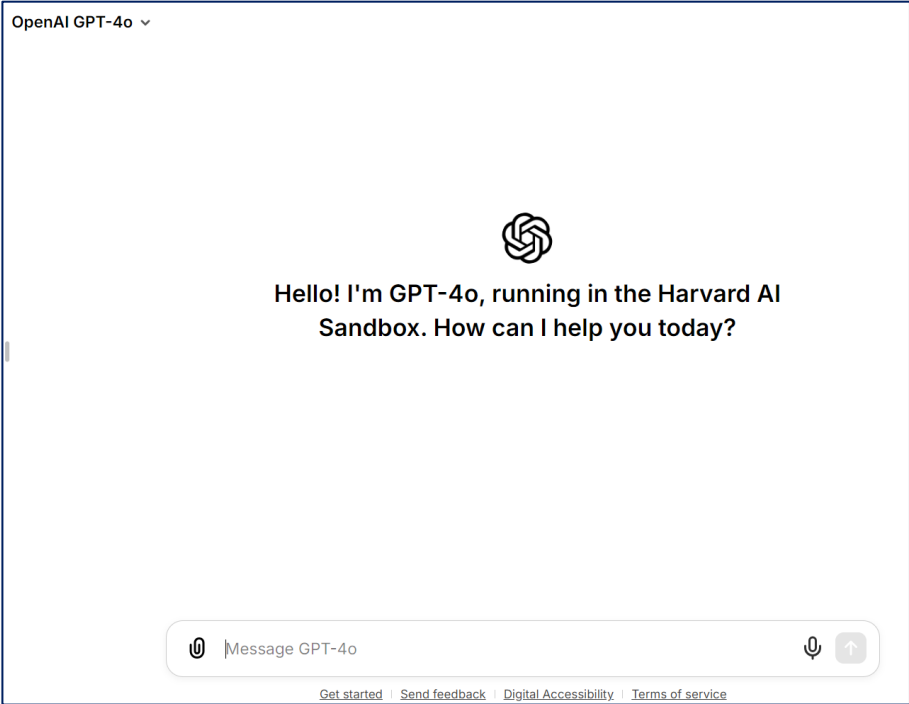 OpenAI GPT-4o
Hello! I'm GPT-4o, running in the Harvard AI
Sandbox. How can I help you today?
Message GPT-4o
Get started | Send feedback | Digital Accessibility | Terms of service